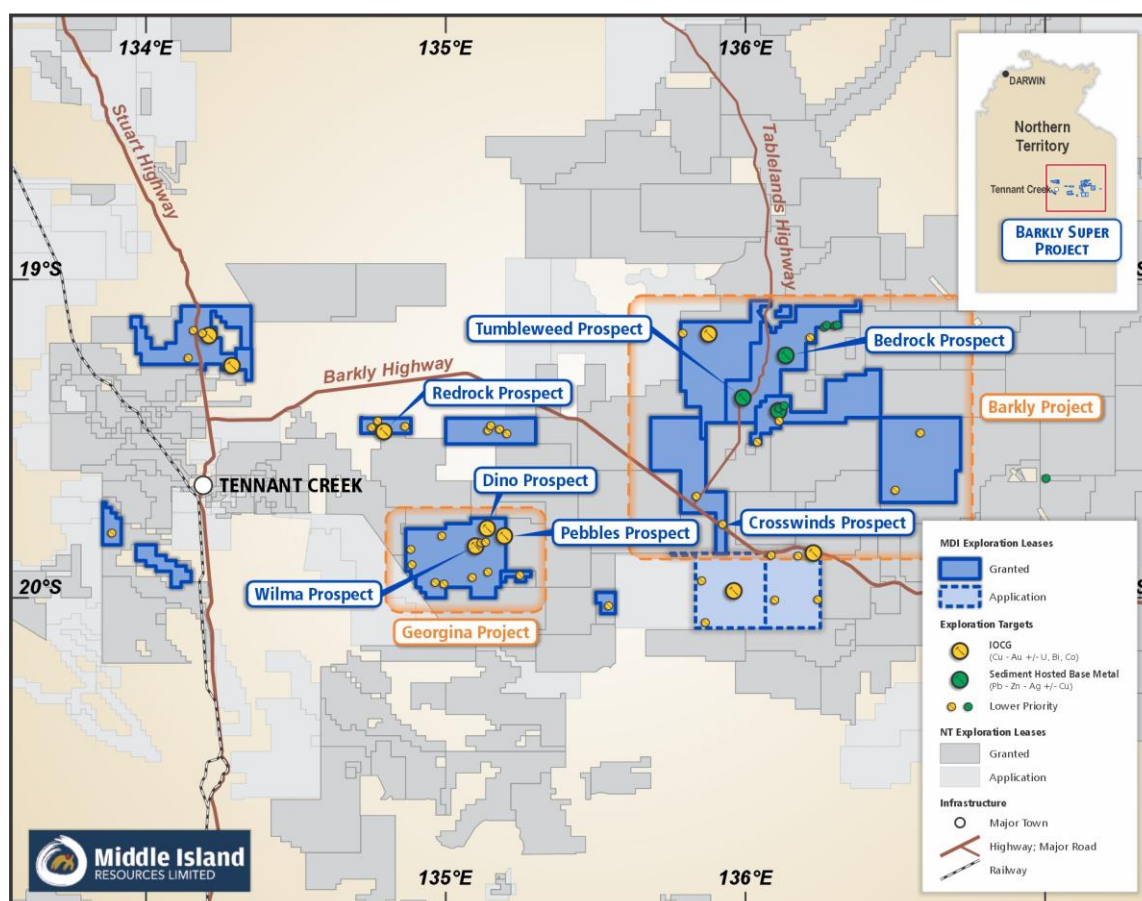 134°E
135°E
136°E
DARWIN
Northern
Territory
Tennant Creek
BARKLY SUPER
PROJECT
Stuart Highway
Tablelands Highway
19°S
S
Tumbleweed Prospect
Bedrock Prospect
Barkly Highway
Redrock Prospect
Barkly Project
TENNANT CREEK
Dino Prospect
Pebbles Prospect
Crosswinds Prospect
Wilma Prospect
20°S
S
Georgina Project
MDI Exploration Leases
Granted
Application
Exploration Targets
IOCG
(Cu - Au +/- U, Bi, Co)
Sediment Hosted Base Metal
(Pb - Zn - Ag +/- Cu)
Lower Priority
NT Exploration Leases
Granted
Application
Infrastructure
Major Town
Highway; Major Road
Railway
Middle Island
RESOURCES LIMITED
135°E
136°E